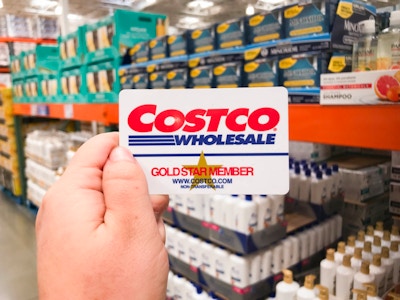 COSTCO
WHOLESALE
GOLD STAR MEMBER
WWW.COSTCO.COM
NON-TRANSFERABLE
SHAMPOO